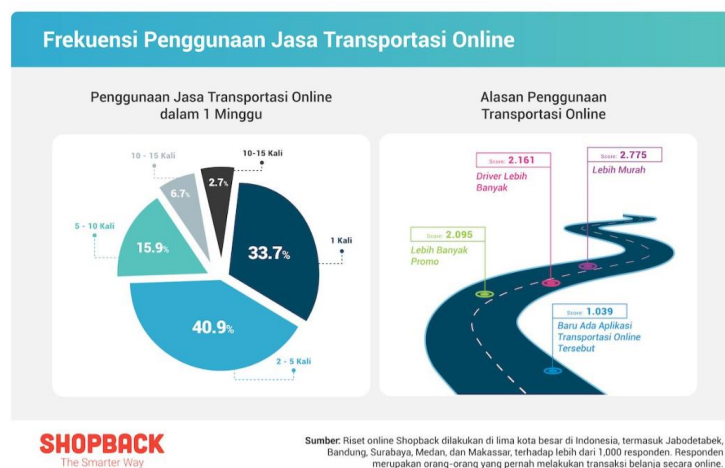 Frekuensi Penggunaan Jasa Transportasi Online
Penggunaan Jasa Transportasi Online
dalam 1 Minggu
10 - 15 Kali
10-15 Kali
6.7%
2.7%
5 - 10 Kali
15.9%
33.7%
1 Kali
40.9%
2 - 5 Kali
Alasan Penggunaan
Transportasi Online
Score: 2.161
Driver Lebih
Banyak
Score: 2.775
Lebih Murah
Score: 2.095
Lebih Banyak
Promo
Score: 1.039
Baru Ada Aplikasi
Transportasi Online
Tersebut
SHOPBACK
The Smarter Way
Sumber: Riset online Shopback dilakukan di lima kota besar di Indonesia, termasuk Jabodetabek,
Bandung, Surabaya, Medan, dan Makassar, terhadap lebih dari 1,000 responden. Responden
merupakan orang-orang yang pernah melakukan transaksi belanja secara online.